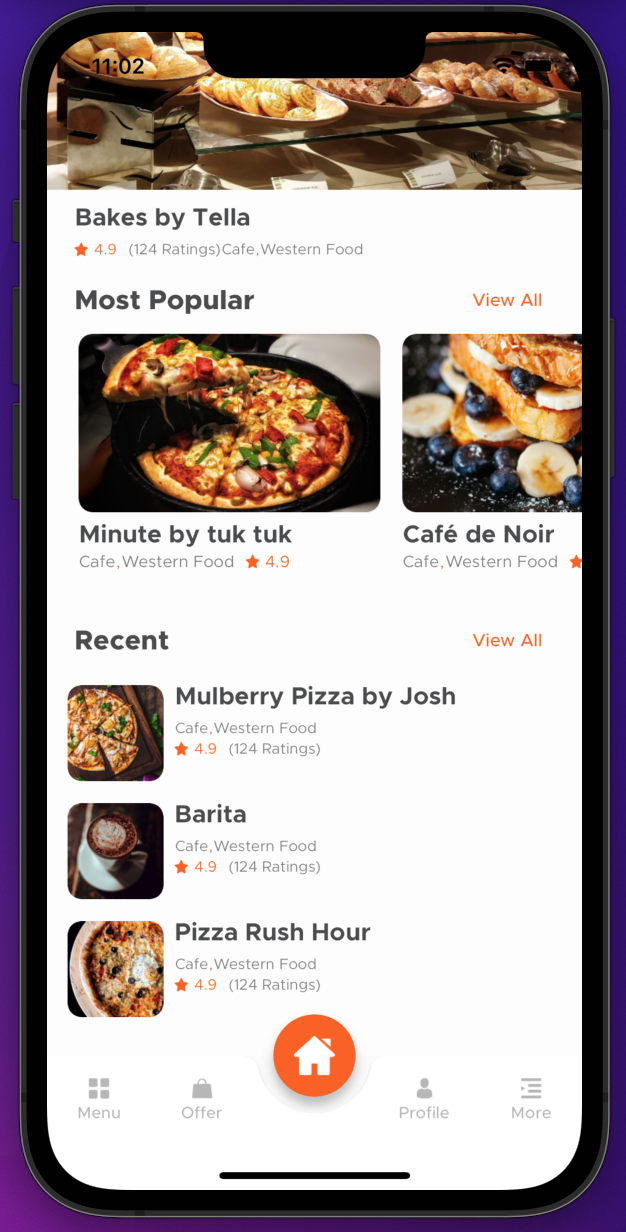 11:02
Bakes by Tella
4.9 (124 Ratings)Cafe,Western Food
Most Popular View All
Minute by tuk tuk Café de Noir
Cafe,Western Food 4.9 Cafe,Western Food
Recent View All
Mulberry Pizza by Josh
Cafe,Western Food
4.9 (124 Ratings)
Barita
Cafe,Western Food
4.9 (124 Ratings)
Pizza Rush Hour
Cafe,Western Food
4.9 (124 Ratings)
Menu Offer Profile More